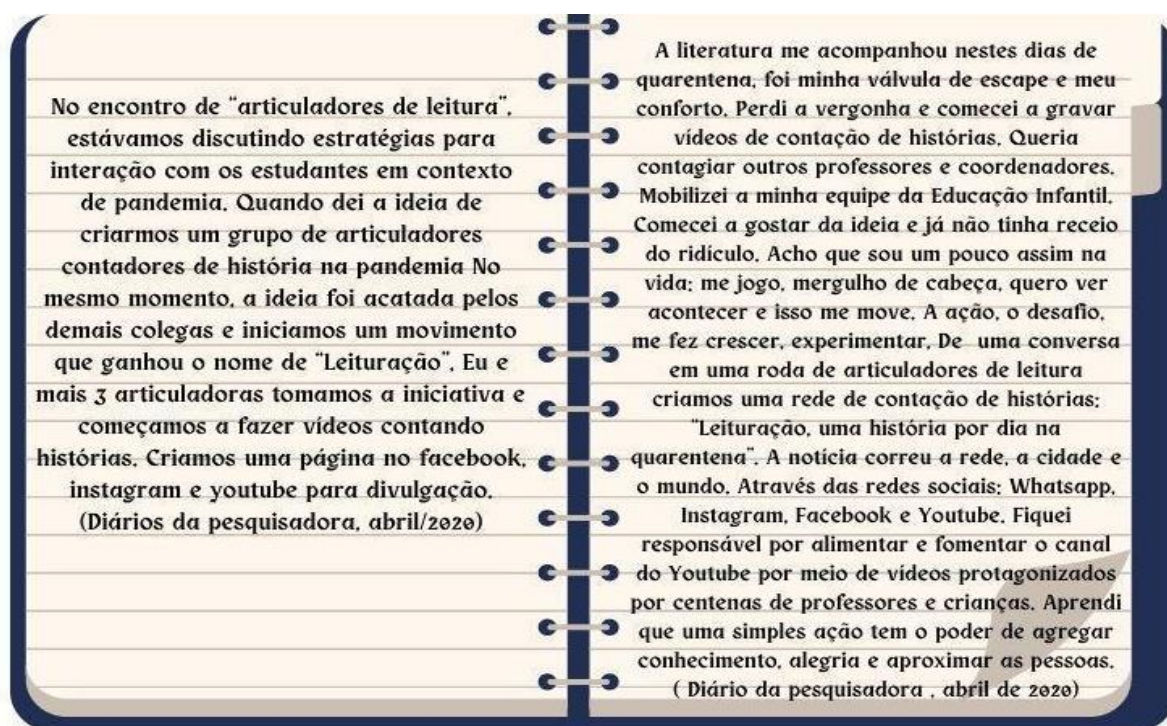 No encontro de "articuladores de leitura",
estávamos discutindo estratégias para
interação com os estudantes em contexto
de pandemia. Quando dei a ideia de
criarmos um grupo de articuladores
contadores de história na pandemia No
mesmo momento, a ideia foi acatada pelos
demais colegas e iniciamos um movimento
que ganhou o nome de "Leituração". Eu e
mais 3 articuladoras tomamos a iniciativa e
começamos a fazer vídeos contando
histórias. Criamos uma página no facebook,
instagram e youtube para divulgação.
(Diários da pesquisadora, abril/2020)
A literatura me acompanhou nestes dias de
quarentena, foi minha válvula de escape e meu
conforto. Perdi a vergonha e comecei a gravar
vídeos de contação de histórias. Queria
contagiar outros professores e coordenadores.
Mobilizei a minha equipe da Educação Infantil.
Comecei a gostar da ideia e já não tinha receio
do ridículo. Acho que sou um pouco assim na
vida: me jogo, mergulho de cabeça, quero ver
acontecer e isso me move. A ação, o desafio,
me fez crescer, experimentar. De uma conversa
em uma roda de articuladores de leitura
criamos uma rede de contação de histórias:
"Leituração, uma história por dia na
quarentena". A notícia correu a rede, a cidade e
o mundo. Através das redes sociais: Whatsapp,
Instagram, Facebook e Youtube. Fiquei
responsável por alimentar e fomentar o canal
do Youtube por meio de vídeos protagonizados
por centenas de professores e crianças. Aprendi
que uma simples ação tem o poder de agregar
conhecimento, alegria e aproximar as pessoas.
( Diário da pesquisadora , abril de 2020)